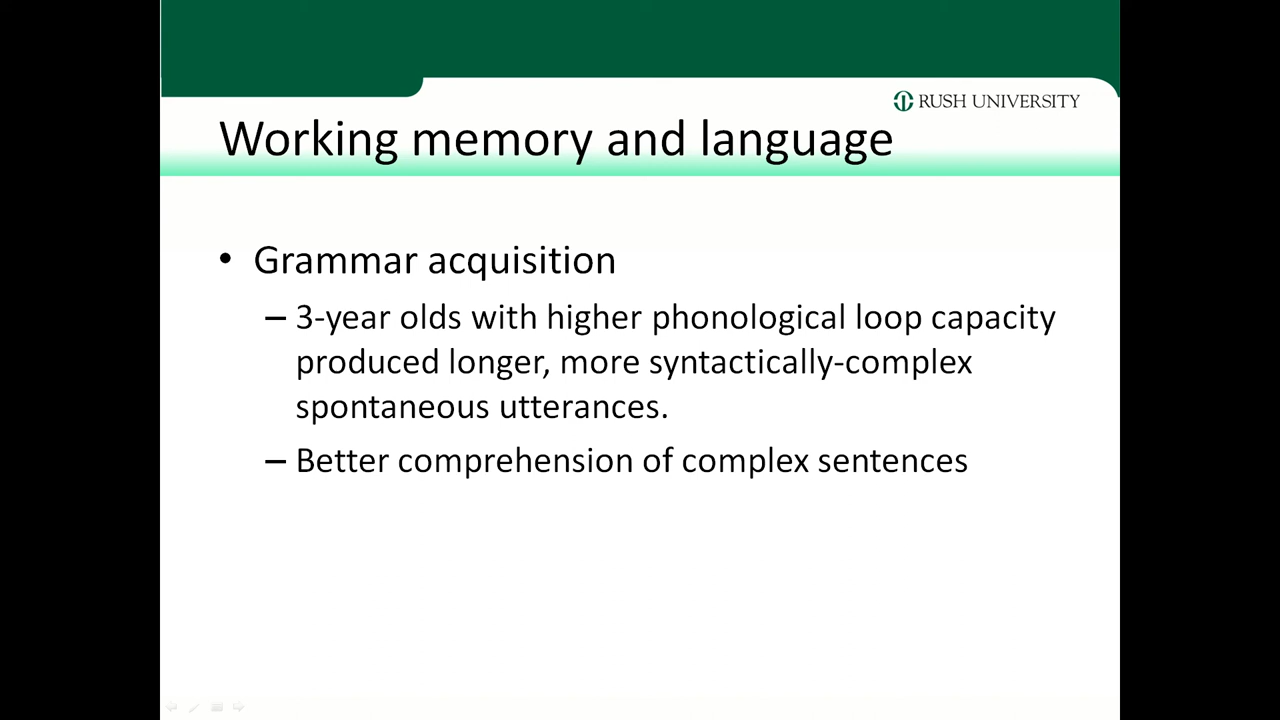 RUSH UNIVERSITY
Working memory and language
• Grammar acquisition
– 3-year olds with higher phonological loop capacity
produced longer, more syntactically-complex
spontaneous utterances.
– Better comprehension of complex sentences